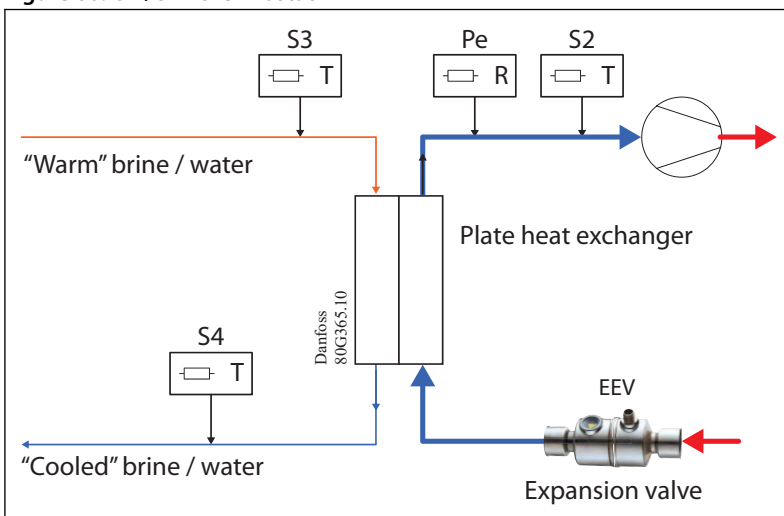 S3
T
Pe
R
S2
T
"Warm" brine / water
Plate heat exchanger
Danfoss
80G365.10
S4
T
EEV
"Cooled" brine / water
Expansion valve